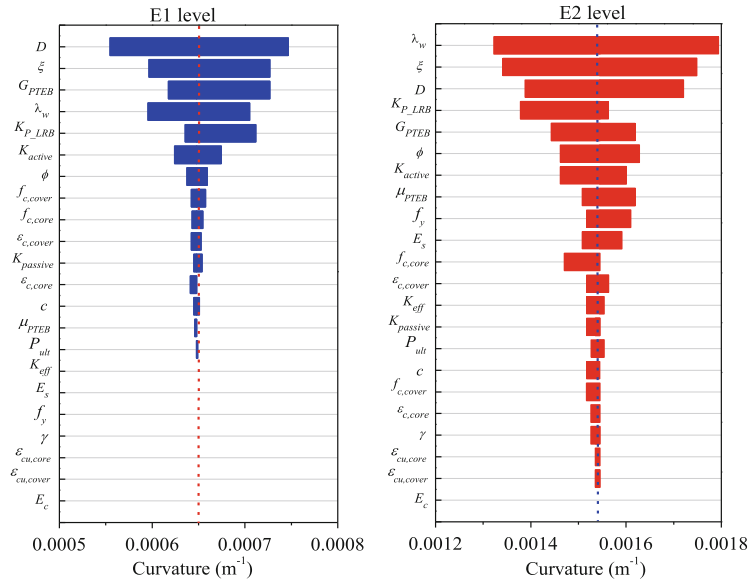 E1 level
D
ξ
G_PTEB
λ_w
K_P_LRB
K_active
ϕ
f_c,cover
f_c,core
ε_c,cover
K_passive
ε_c,core
c
μ_PTEB
P_ult
K_eff
E_s
f_y
γ
ε_cu,core
ε_cu,cover
E_c
0.0005 0.0006 0.0007 0.0008
Curvature (m⁻¹)
E2 level
λ_w
ξ
D
K_P_LRB
G_PTEB
ϕ
K_active
μ_PTEB
f_y
E_s
f_c,core
ε_c,cover
K_eff
K_passive
P_ult
c
f_c,cover
ε_c,core
γ
ε_cu,core
ε_cu,cover
E_c
0.0012 0.0014 0.0016 0.0018
Curvature (m⁻¹)